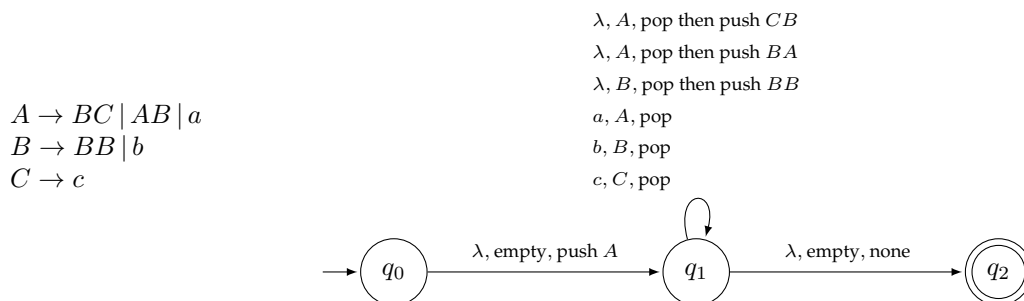 A → BC | AB | a
B → BB | b
C → c
λ, A, pop then push CB
λ, A, pop then push BA
λ, B, pop then push BB
a, A, pop
b, B, pop
c, C, pop
q₀
λ, empty, push A
q₁
λ, empty, none
q₂